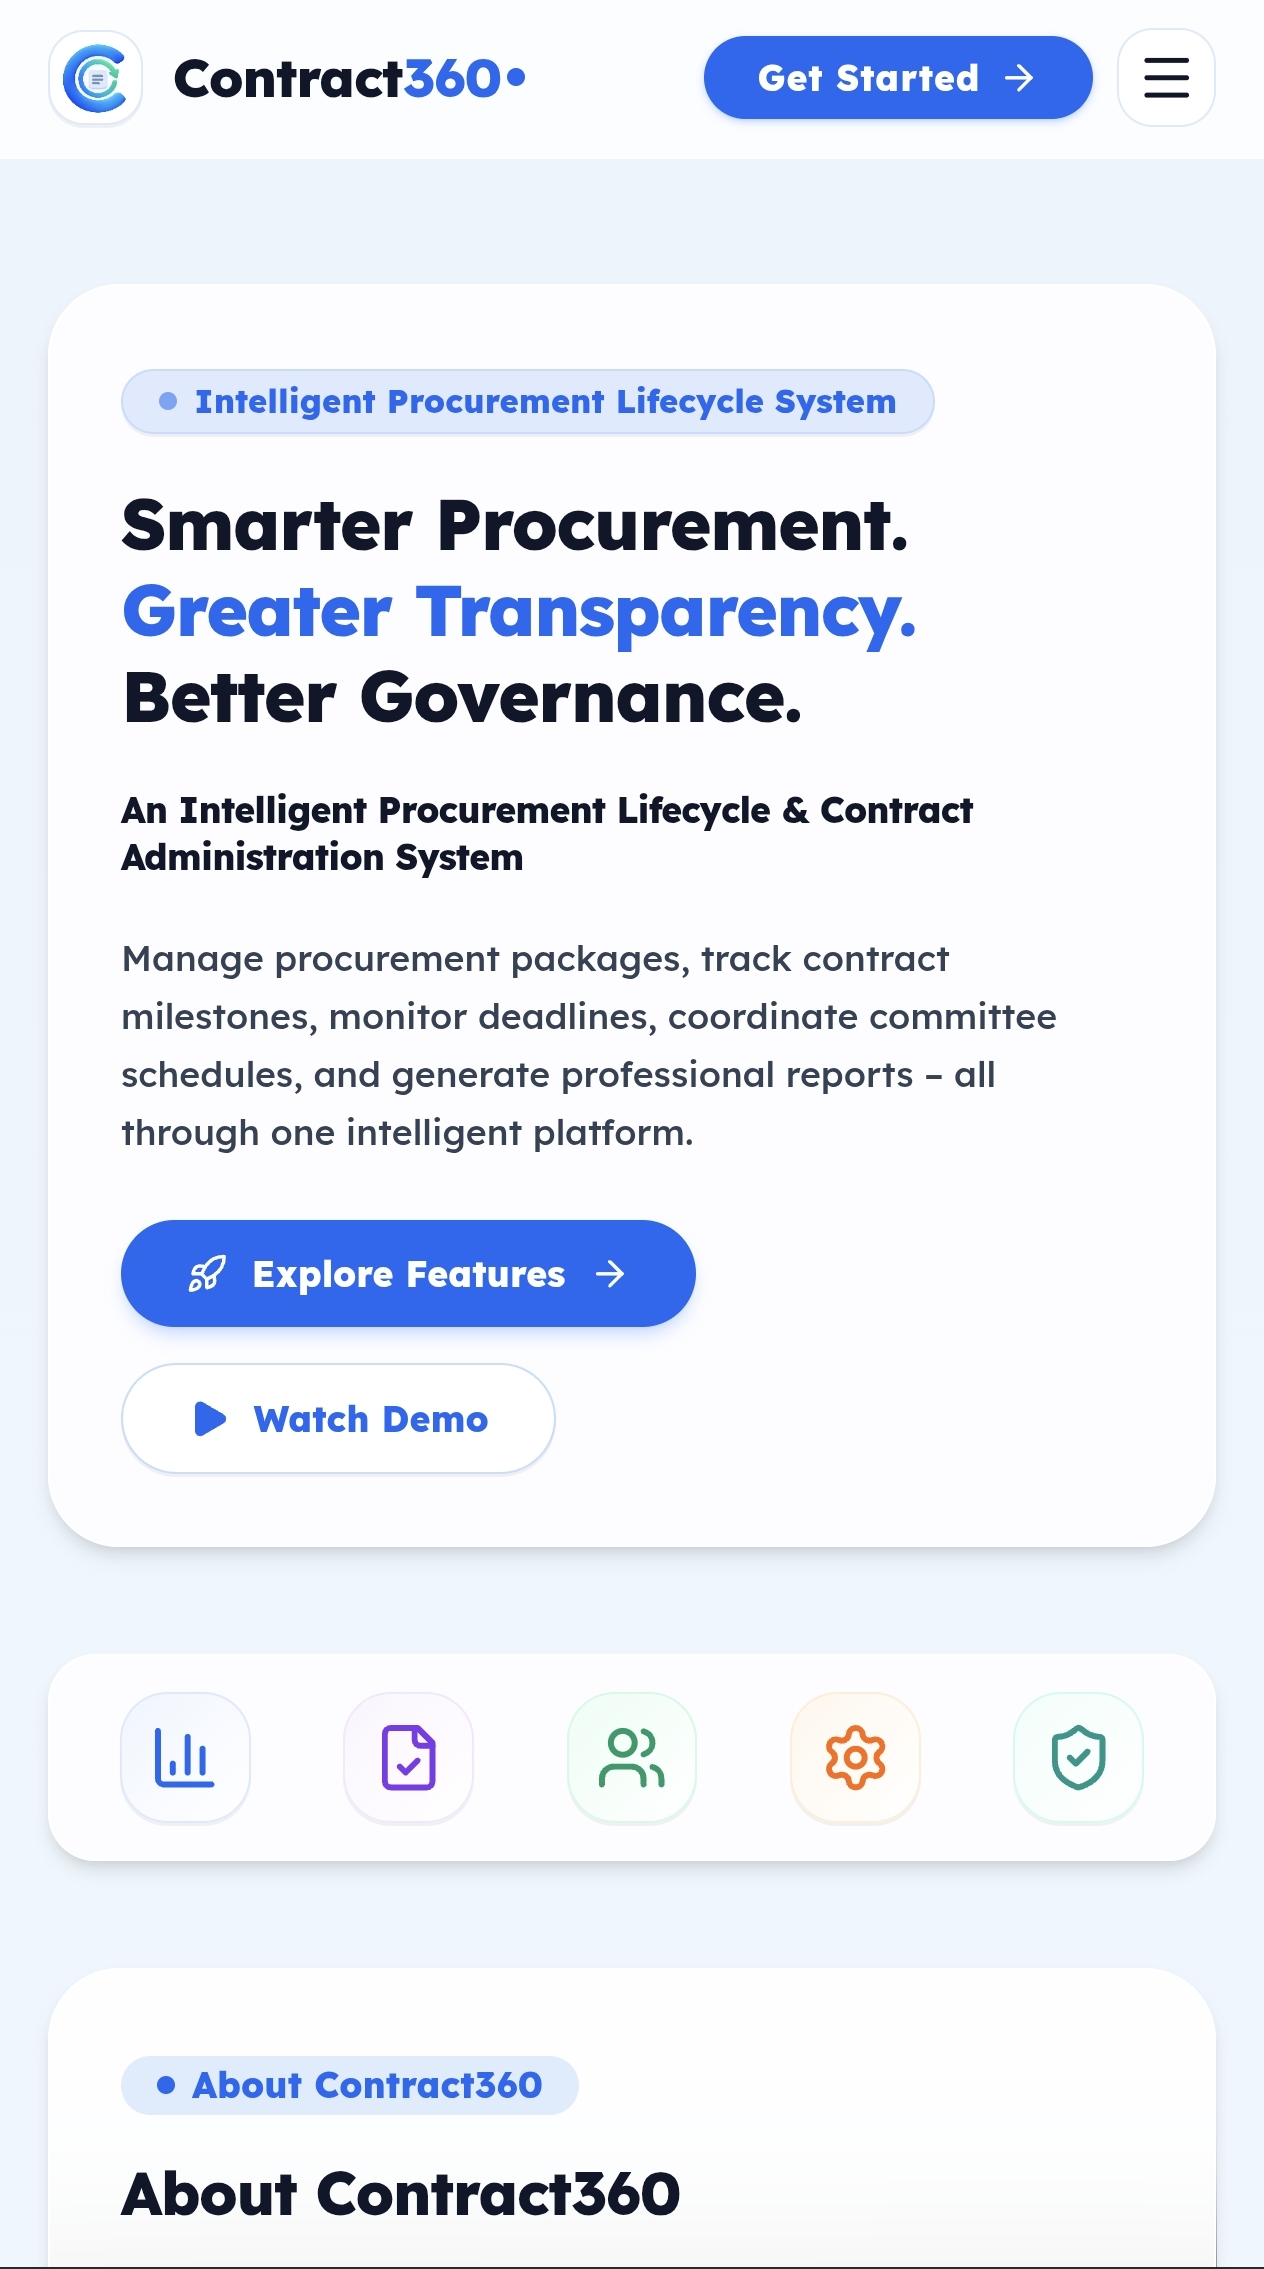 Contract360
Get Started
Intelligent Procurement Lifecycle System
Smarter Procurement.
Greater Transparency.
Better Governance.
An Intelligent Procurement Lifecycle & Contract
Administration System
Manage procurement packages, track contract
milestones, monitor deadlines, coordinate committee
schedules, and generate professional reports – all
through one intelligent platform.
Explore Features
Watch Demo
About Contract360
About Contract360